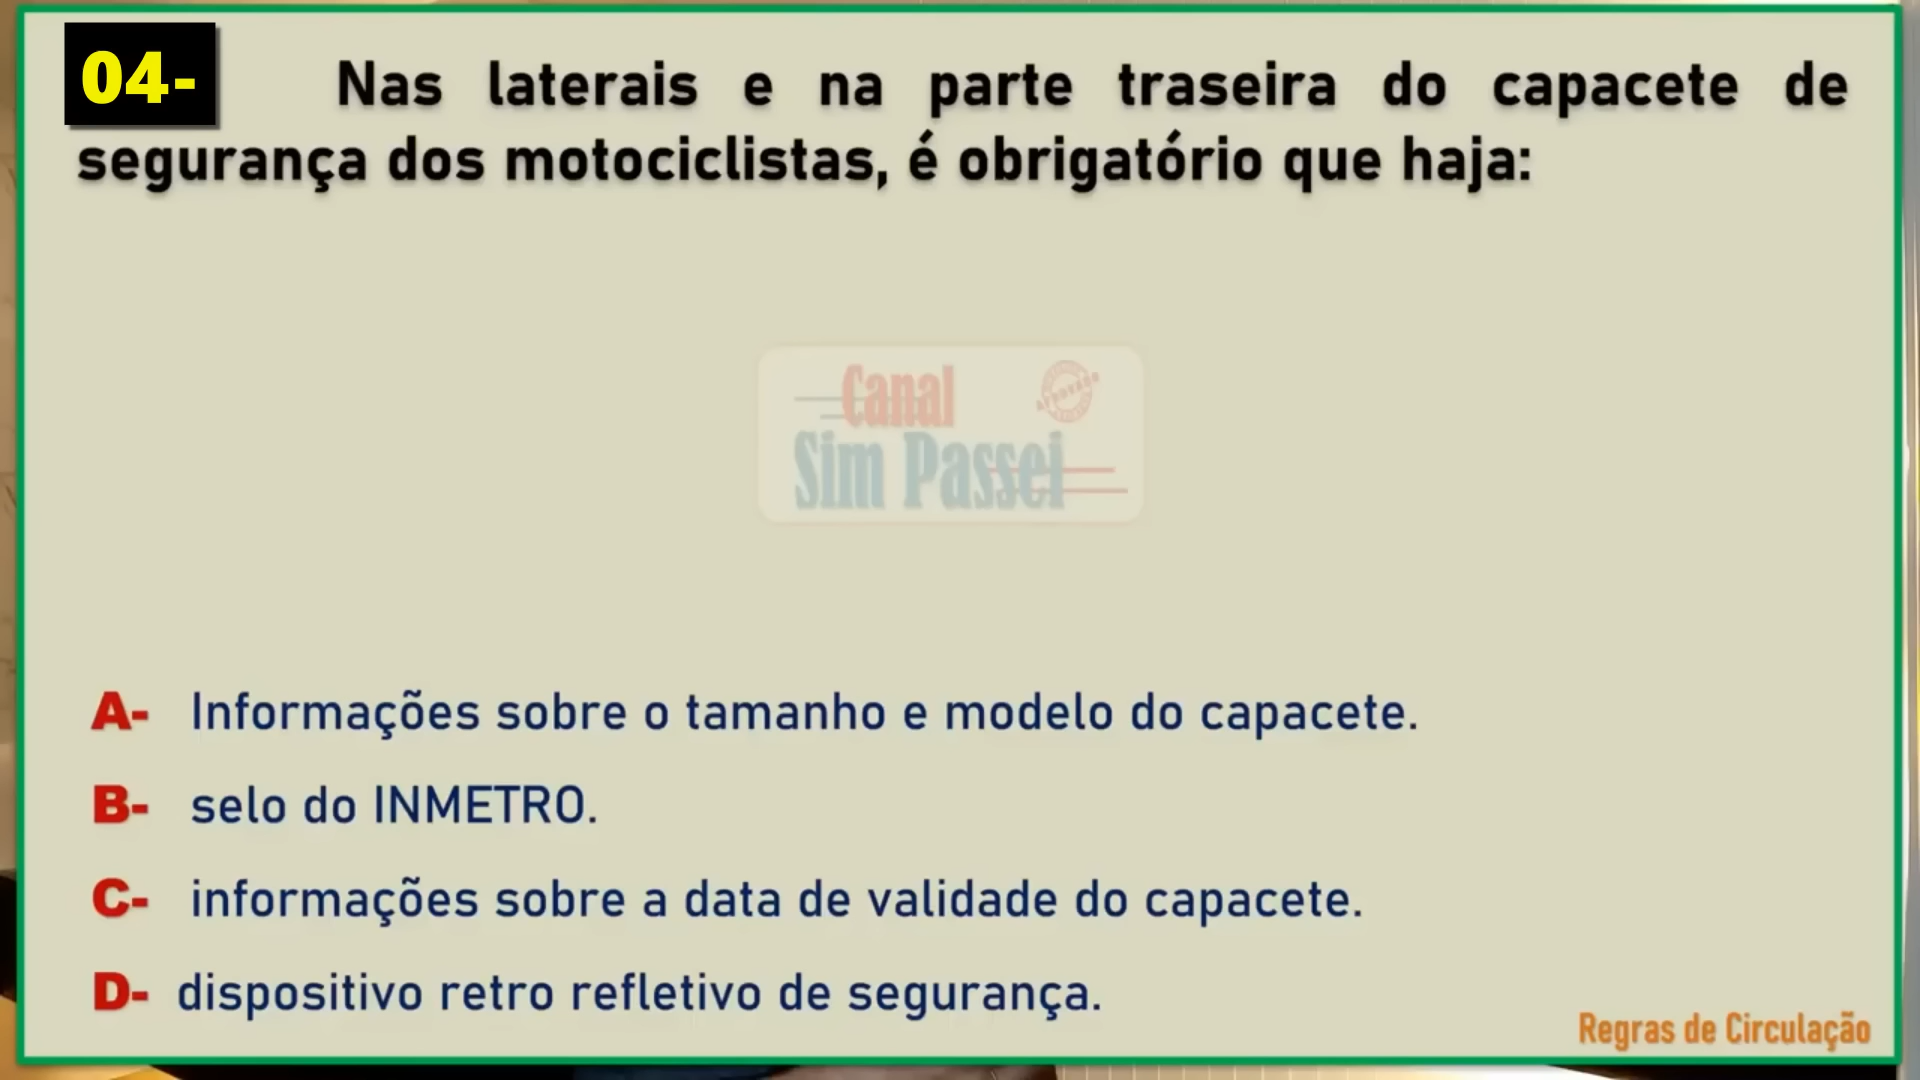 04-
Nas laterais e na parte traseira do capacete de
segurança dos motociclistas, é obrigatório que haja:
Canal
Sim Passei
A- Informações sobre o tamanho e modelo do capacete.
B- selo do INMETRO.
C- informações sobre a data de validade do capacete.
D- dispositivo retro refletivo de segurança.
Regras de Circulação